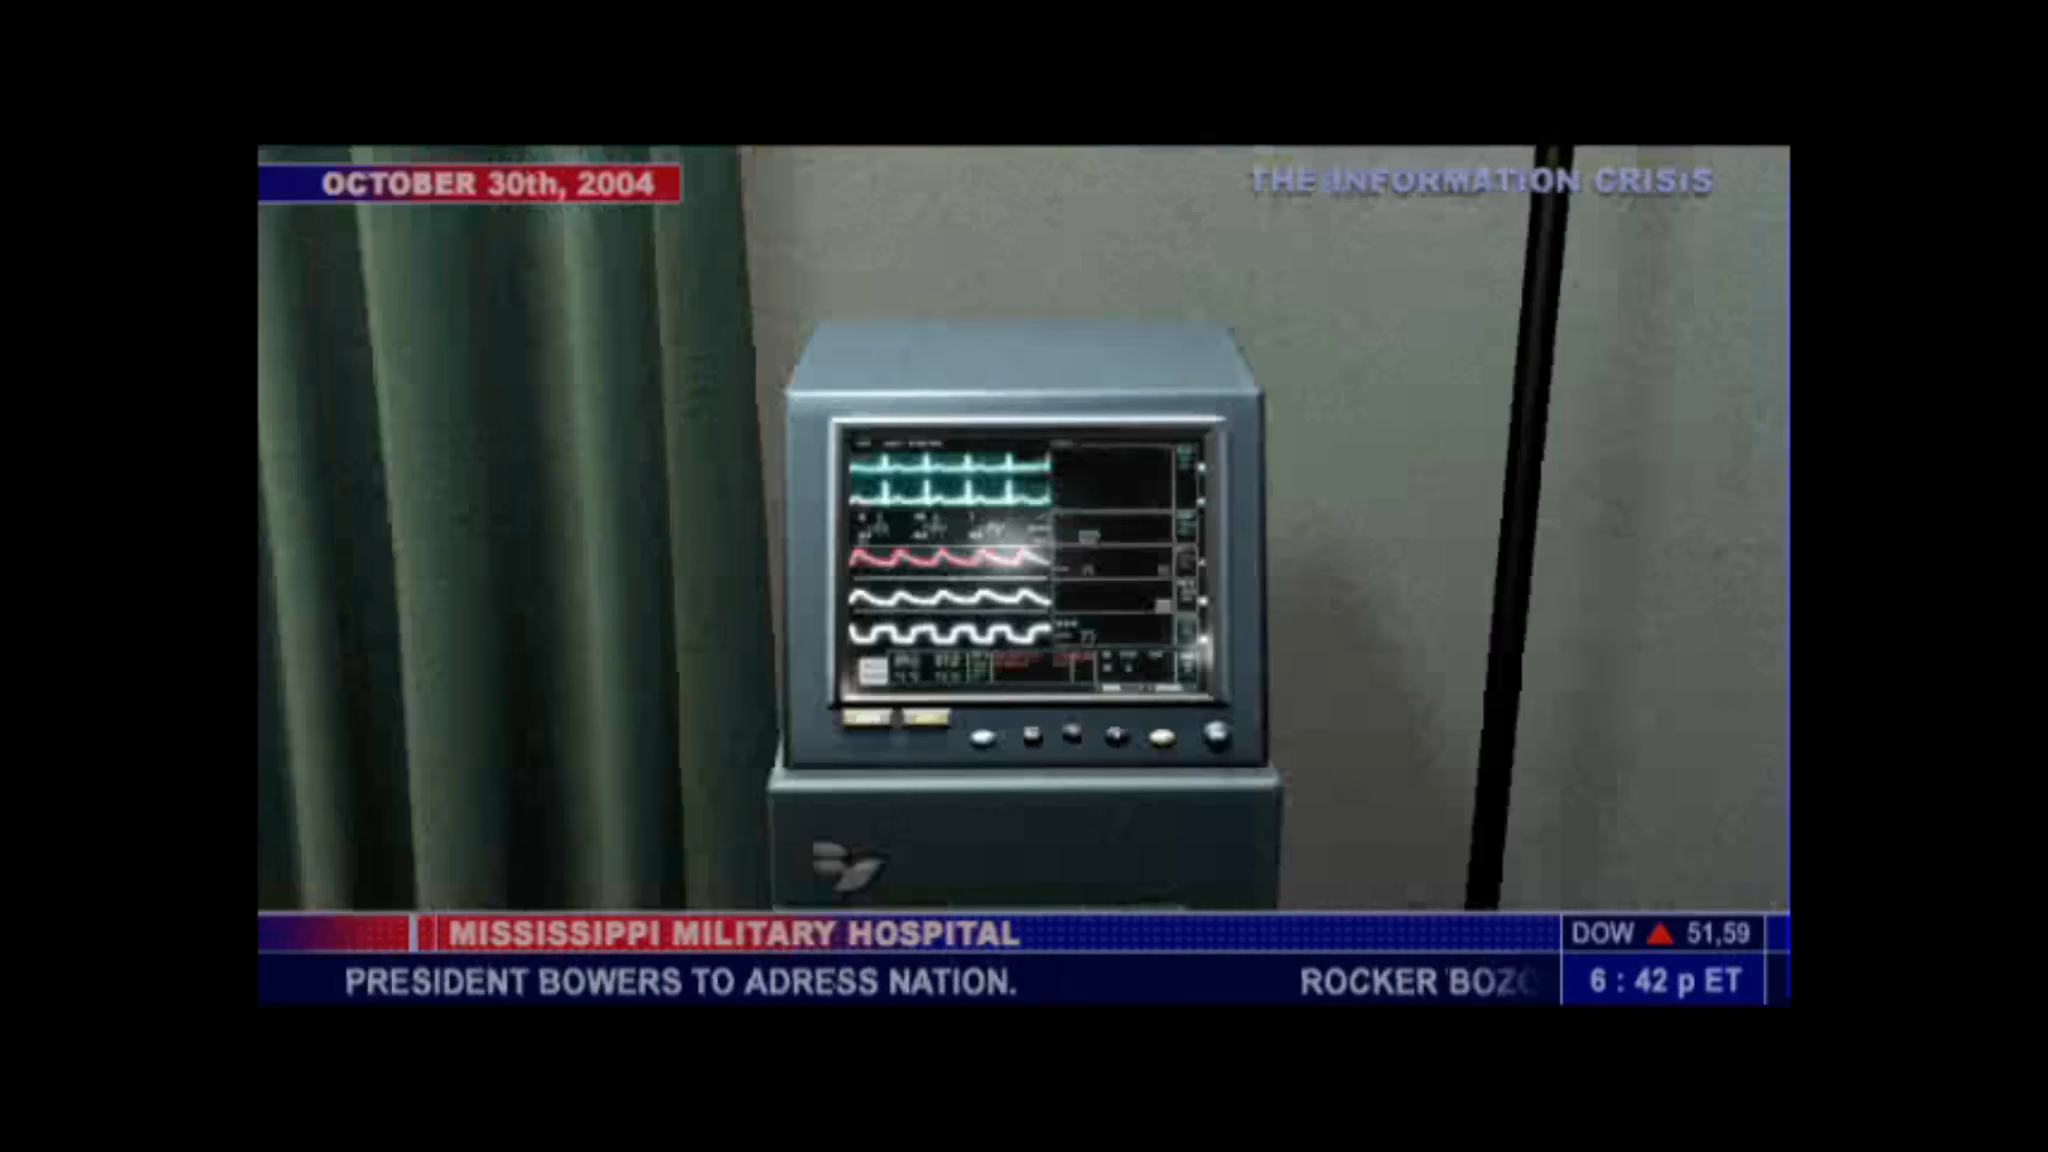 OCTOBER 30th, 2004
THE INFORMATION CRISIS
MISSISSIPPI MILITARY HOSPITAL
DOW ▲ 51,59
PRESIDENT BOWERS TO ADRESS NATION.
ROCKER 'BOZO
6 : 42 p ET